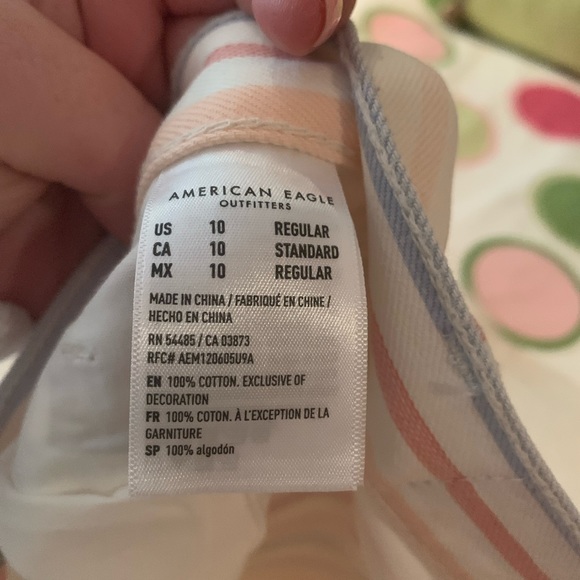 AMERICAN EAGLE
OUTFITTERS
US 10 REGULAR
CA 10 STANDARD
MX 10 REGULAR
MADE IN CHINA / FABRIQUÉ EN CHINE /
HECHO EN CHINA
RN 54485 / CA 03873
RFC# AEM120605U9A
EN 100% COTTON. EXCLUSIVE OF
DECORATION
FR 100% COTON. À L'EXCEPTION DE LA
GARNITURE
SP 100% algodón